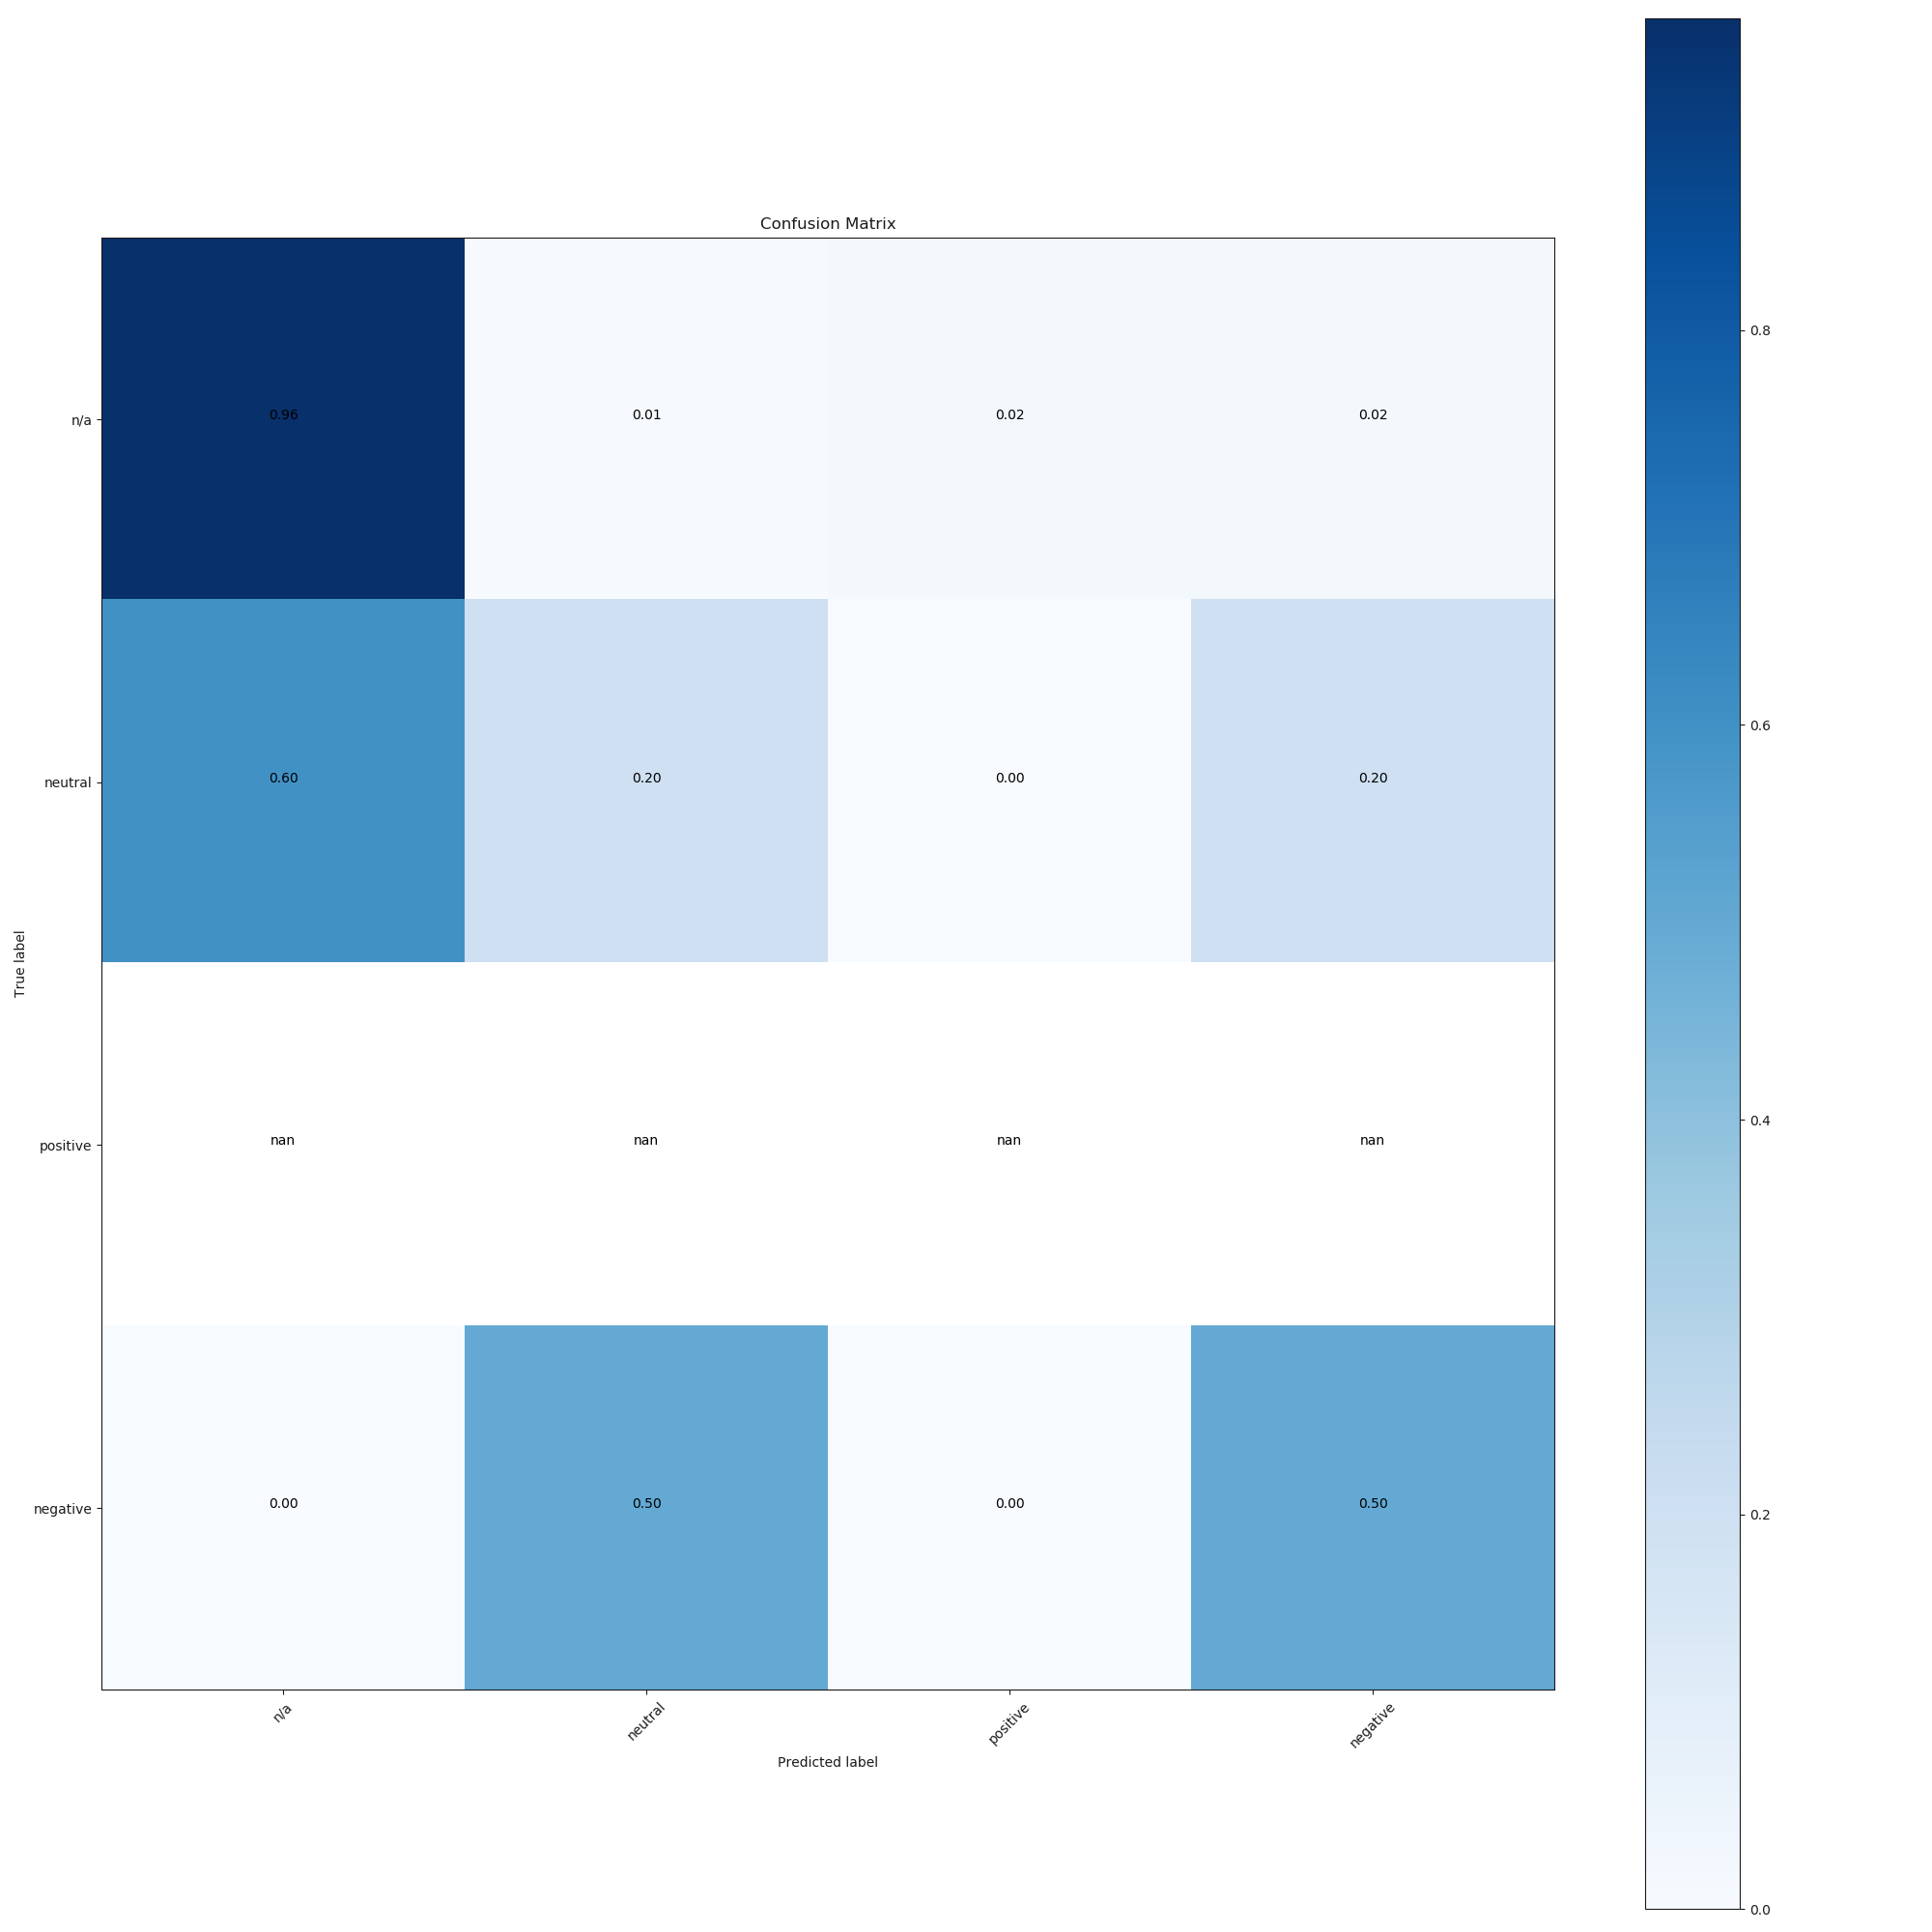 Confusion Matrix
n/a 0.96 0.01 0.02 0.02
neutral 0.60 0.20 0.00 0.20
positive nan nan nan nan
negative 0.00 0.50 0.00 0.50
True label
n/a neutral positive negative
Predicted label
0.8
0.6
0.4
0.2
0.0